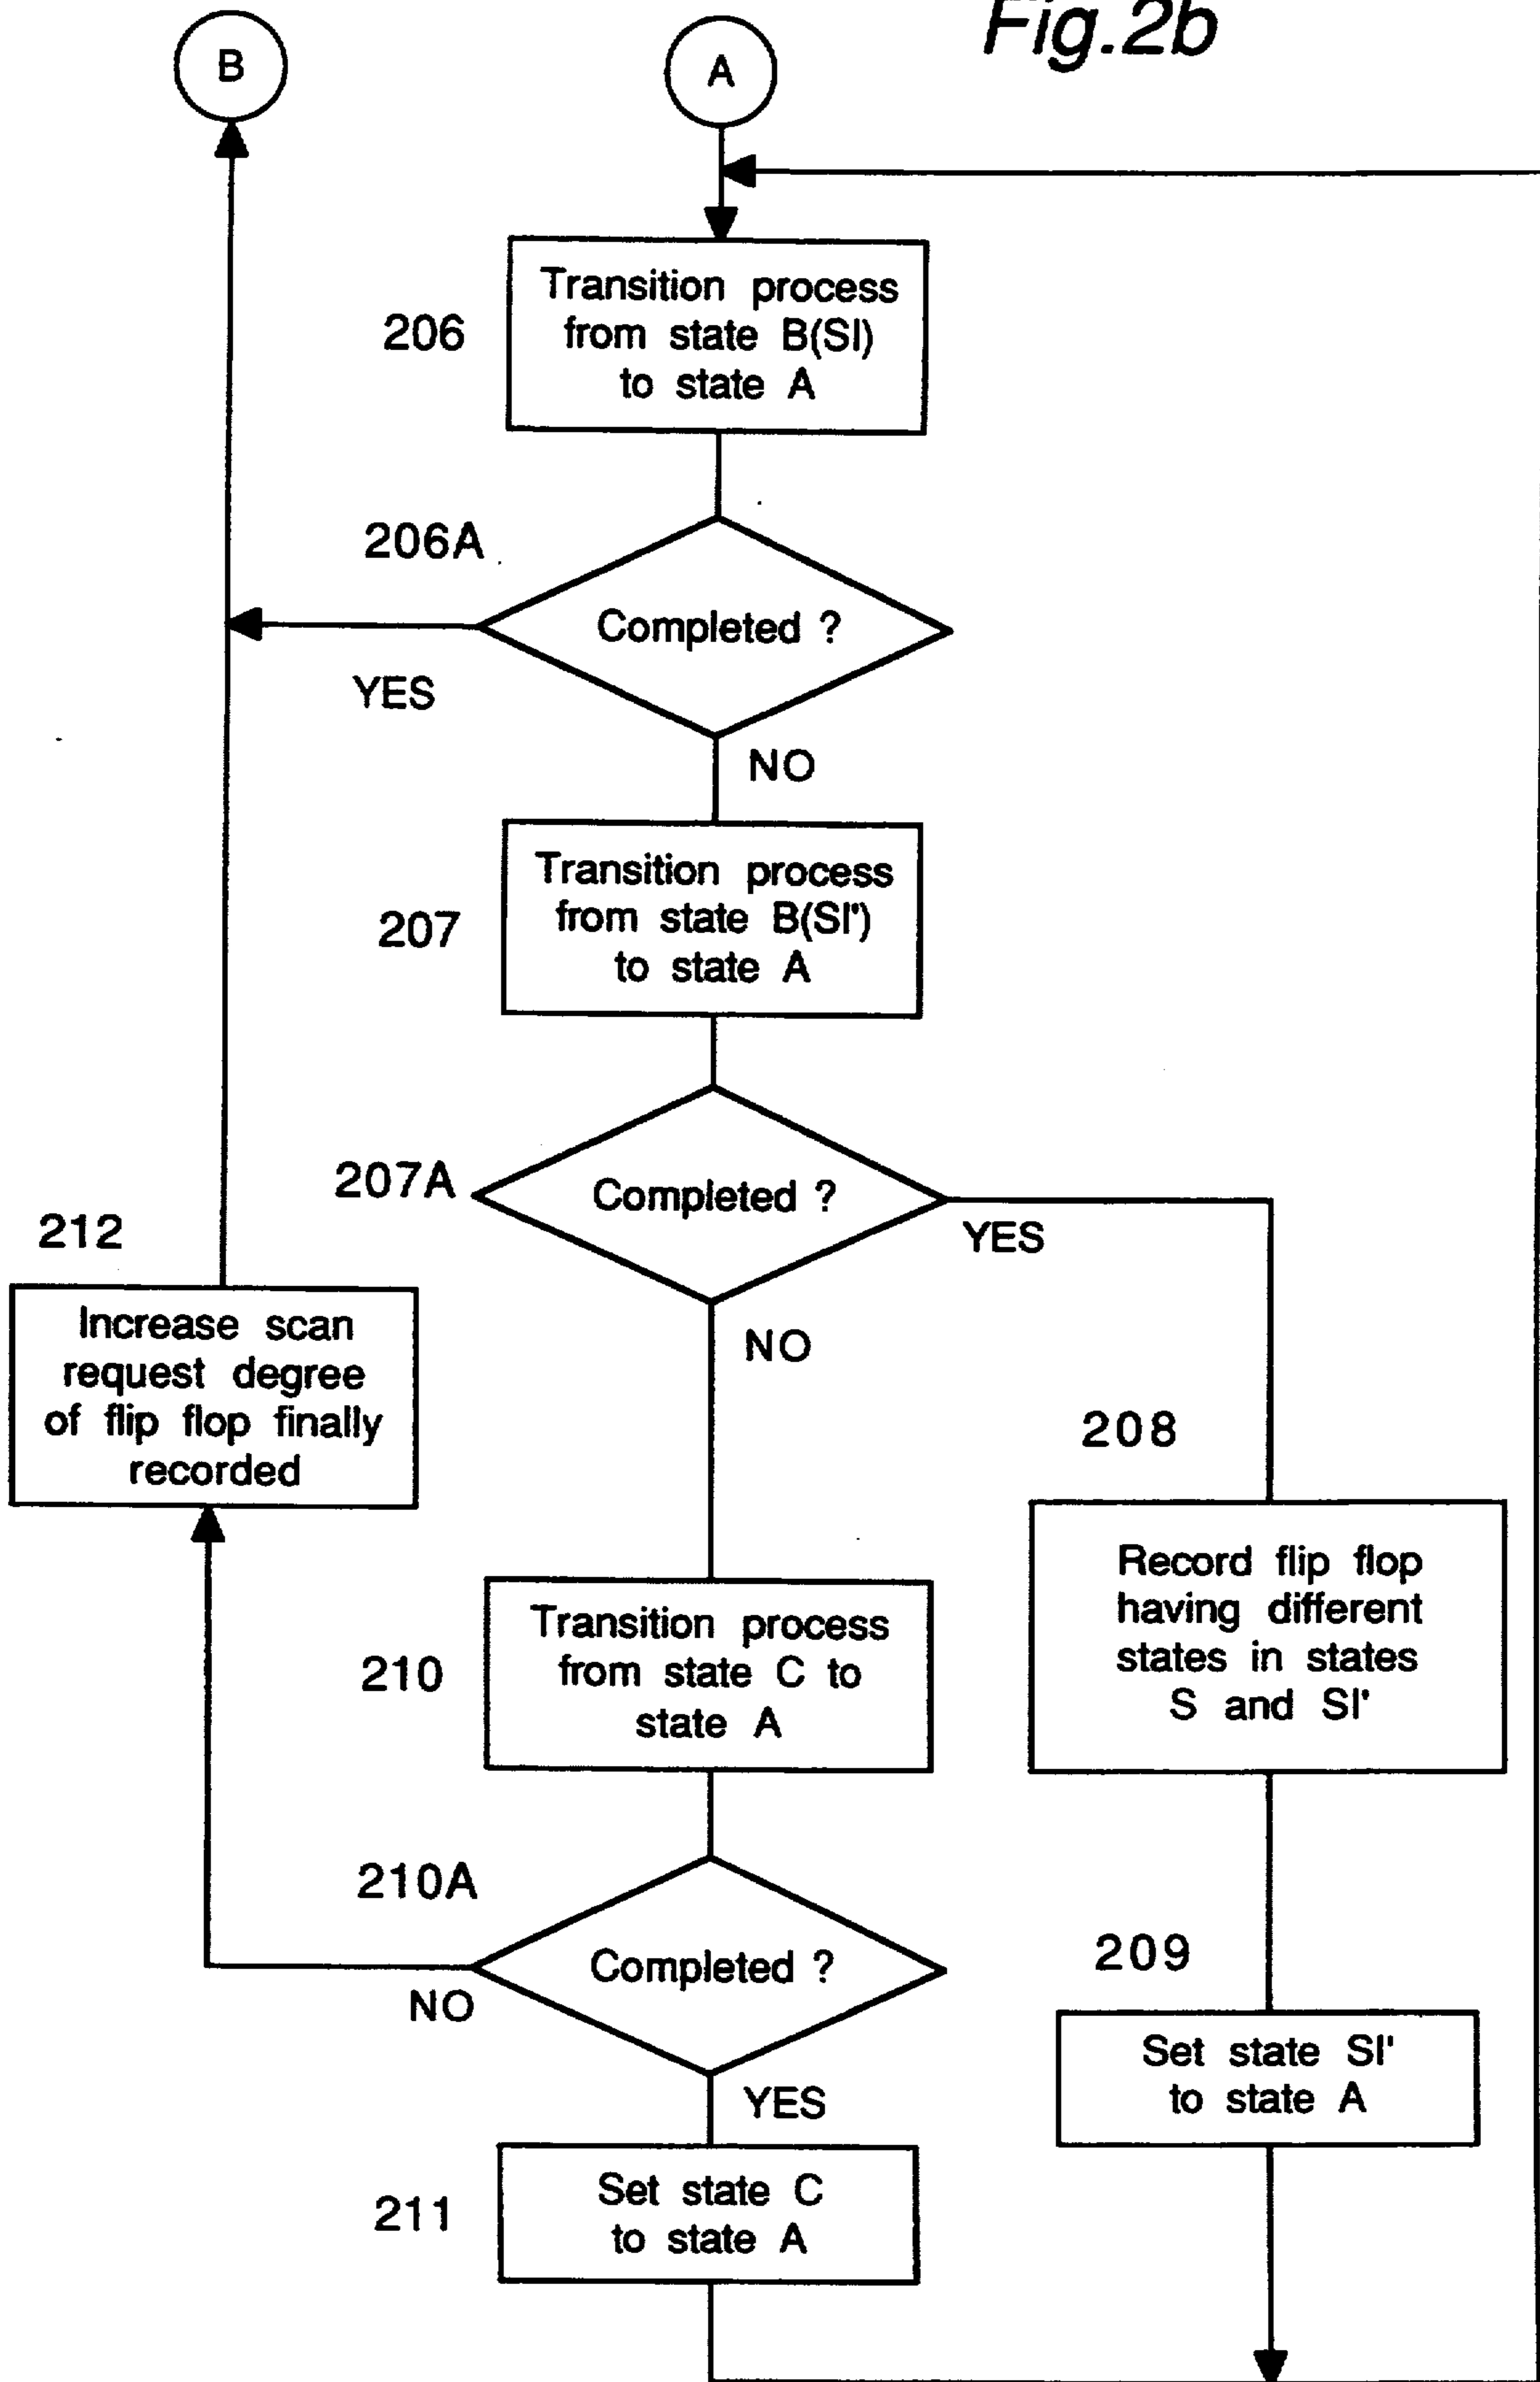 Fig.2b
B
A
206
Transition process
from state B(SI)
to state A
206A
Completed ?
YES
NO
207
Transition process
from state B(SI')
to state A
207A
Completed ?
YES
NO
212
Increase scan
request degree
of flip flop finally
recorded
208
Record flip flop
having different
states in states
S and SI'
210
Transition process
from state C to
state A
210A
Completed ?
NO
YES
209
Set state SI'
to state A
211
Set state C
to state A